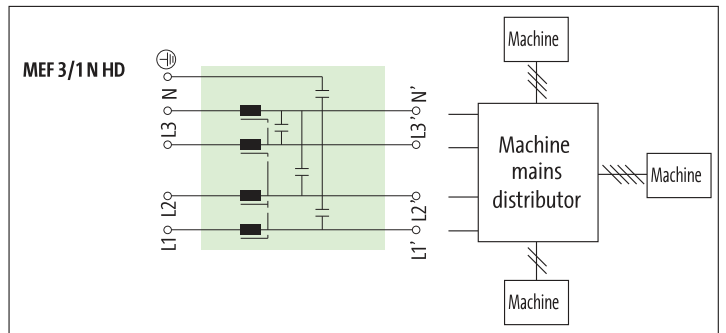 MEF 3/1 N HD
N
L3
L2
L1
N’
L3’
L2’
L1’
Machine
Machine
mains
distributor
Machine
Machine